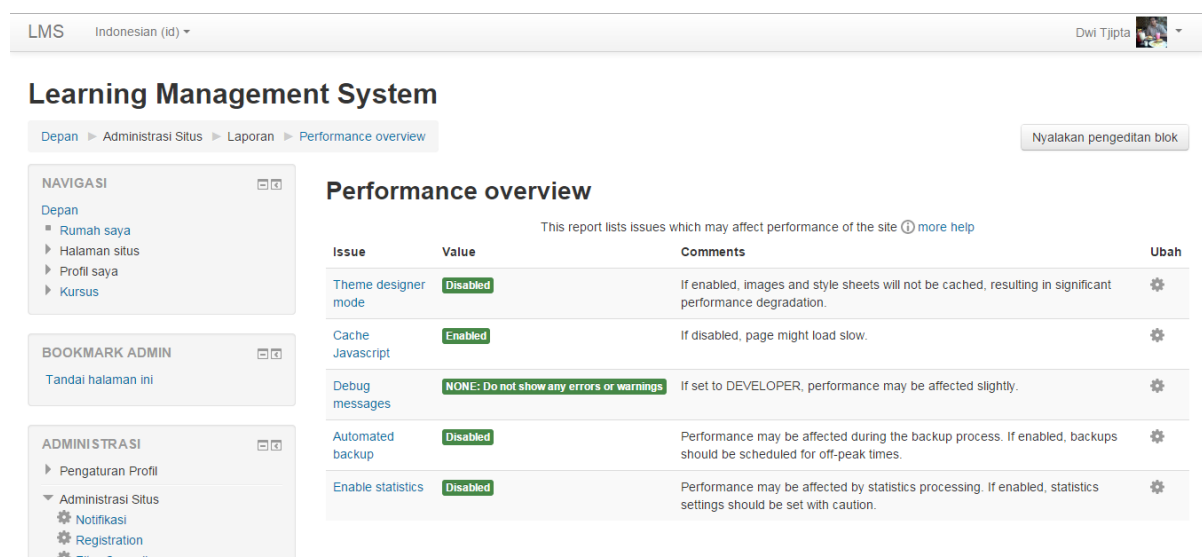 LMS Indonesian (id)
Dwi Tjipta
Learning Management System
Depan Administrasi Situs Laporan Performance overview
Nyalakan pengeditan blok
NAVIGASI
Depan
Rumah saya
Halaman situs
Profil saya
Kursus
BOOKMARK ADMIN
Tandai halaman ini
ADMINISTRASI
Pengaturan Profil
Administrasi Situs
Notifikasi
Registration
Performance overview
This report lists issues which may affect performance of the site more help
Issue Value Comments Ubah
Theme designer
mode
Disabled
If enabled, images and style sheets will not be cached, resulting in significant
performance degradation.
Cache
Javascript
Enabled
If disabled, page might load slow.
Debug
messages
NONE: Do not show any errors or warnings
If set to DEVELOPER, performance may be affected slightly.
Automated
backup
Disabled
Performance may be affected during the backup process. If enabled, backups
should be scheduled for off-peak times.
Enable statistics
Disabled
Performance may be affected by statistics processing. If enabled, statistics
settings should be set with caution.